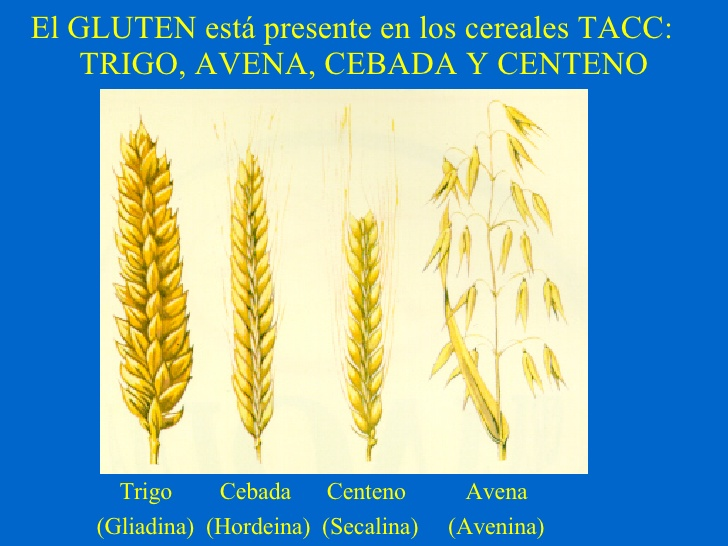 El GLUTEN está presente en los cereales TACC:
TRIGO, AVENA, CEBADA Y CENTENO
Trigo Cebada Centeno Avena
(Gliadina) (Hordeina) (Secalina) (Avenina)